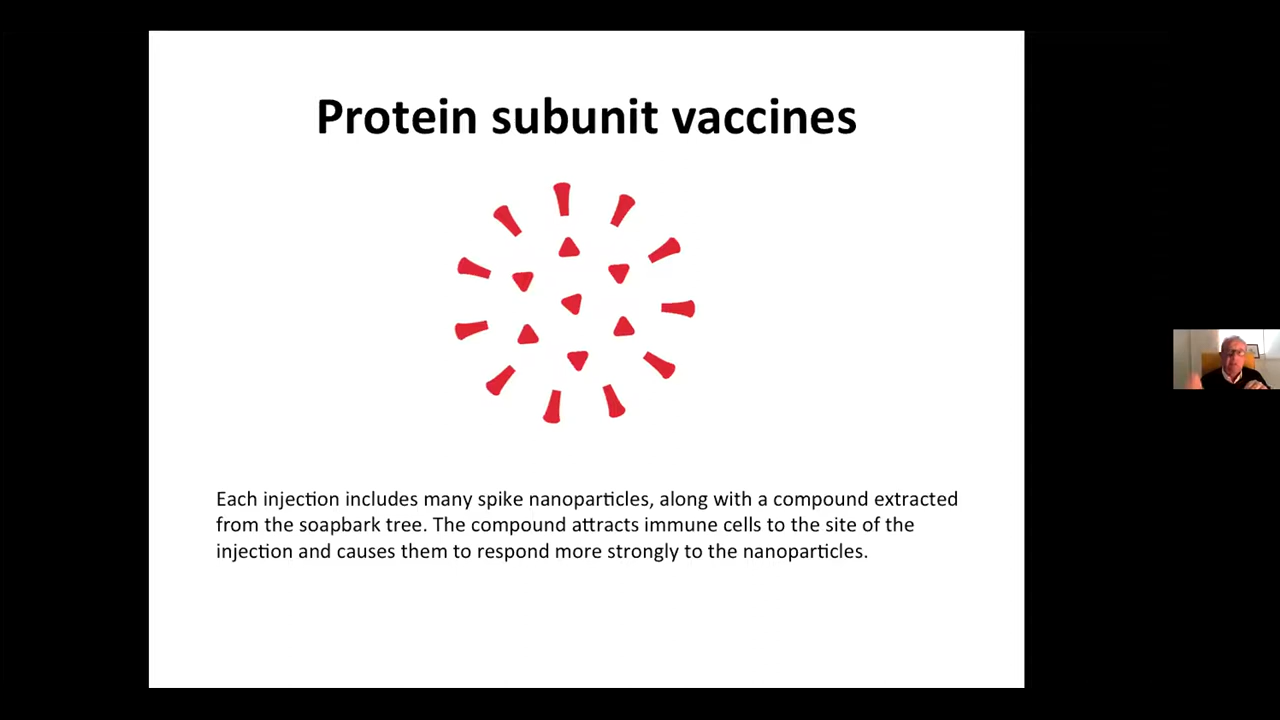 Protein subunit vaccines
Each injection includes many spike nanoparticles, along with a compound extracted
from the soapbark tree. The compound attracts immune cells to the site of the
injection and causes them to respond more strongly to the nanoparticles.